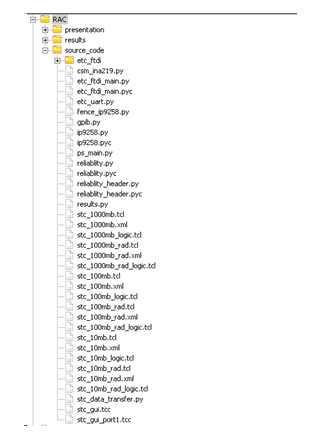 RAC
presentation
results
source_code
etc_ftdi
csm_ina219.py
etc_ftdi_main.py
etc_ftdi_main.pyc
etc_uart.py
fence_ip9258.py
gpib.py
ip9258.py
ip9258.pyc
ps_main.py
reliablity.py
reliablity.pyc
reliablity_header.py
reliablity_header.pyc
results.py
stc_1000mb.tcl
stc_1000mb.xml
stc_1000mb_logic.tcl
stc_1000mb_rad.tcl
stc_1000mb_rad.xml
stc_1000mb_rad_logic.tcl
stc_100mb.tcl
stc_100mb.xml
stc_100mb_logic.tcl
stc_100mb_rad.tcl
stc_100mb_rad.xml
stc_100mb_rad_logic.tcl
stc_10mb.tcl
stc_10mb.xml
stc_10mb_logic.tcl
stc_10mb_rad.tcl
stc_10mb_rad.xml
stc_10mb_rad_logic.tcl
stc_data_transfer.py
stc_gui.tcc
stc_gui_port1.tcc